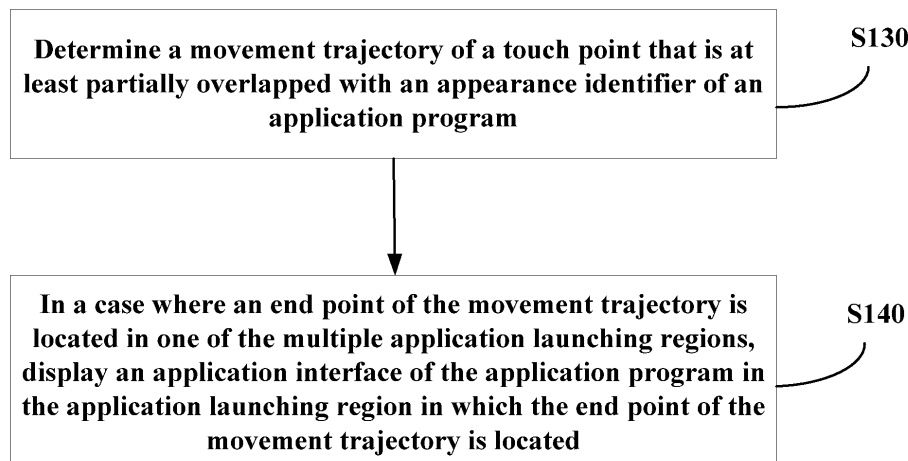 Determine a movement trajectory of a touch point that is at
least partially overlapped with an appearance identifier of an
application program
S130
In a case where an end point of the movement trajectory is
located in one of the multiple application launching regions,
display an application interface of the application program in
the application launching region in which the end point of the
movement trajectory is located
S140